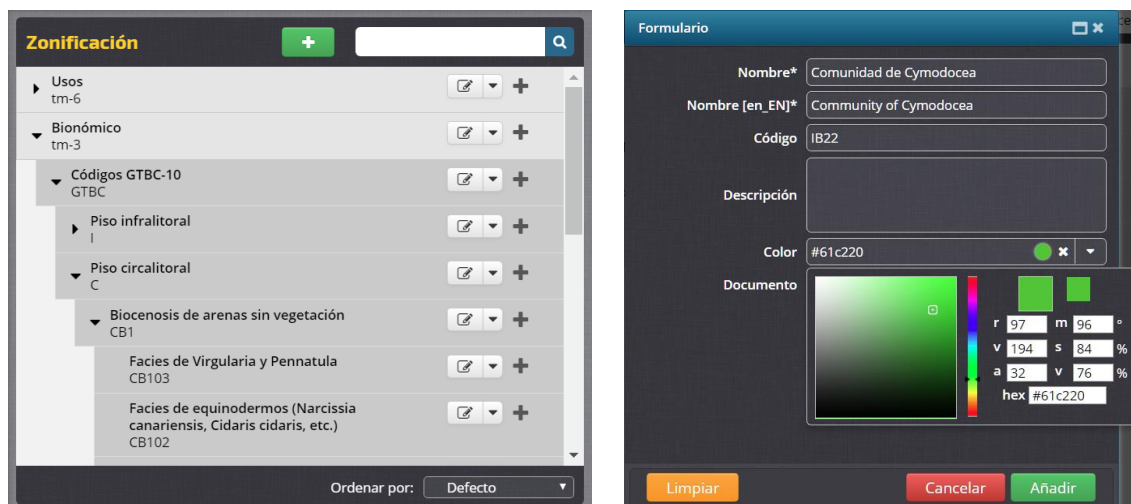 Zonificación
Usos
tm-6
Bionómico
tm-3
Códigos GTBC-10
GTBC
Piso infralitoral
I
Piso circalitoral
C
Biocenosis de arenas sin vegetación
CB1
Facies de Virgularia y Pennatula
CB103
Facies de equinodermos (Narcissia
canariensis, Cidaris cidaris, etc.)
CB102
Ordenar por: Defecto
Formulario
Nombre* Comunidad de Cymodocea
Nombre [en_EN]* Community of Cymodocea
Código IB22
Descripción
Color #61c220
Documento
r 97 m 96 °
v 194 s 84 %
a 32 v 76 %
hex #61c220
Limpiar Cancelar Añadir